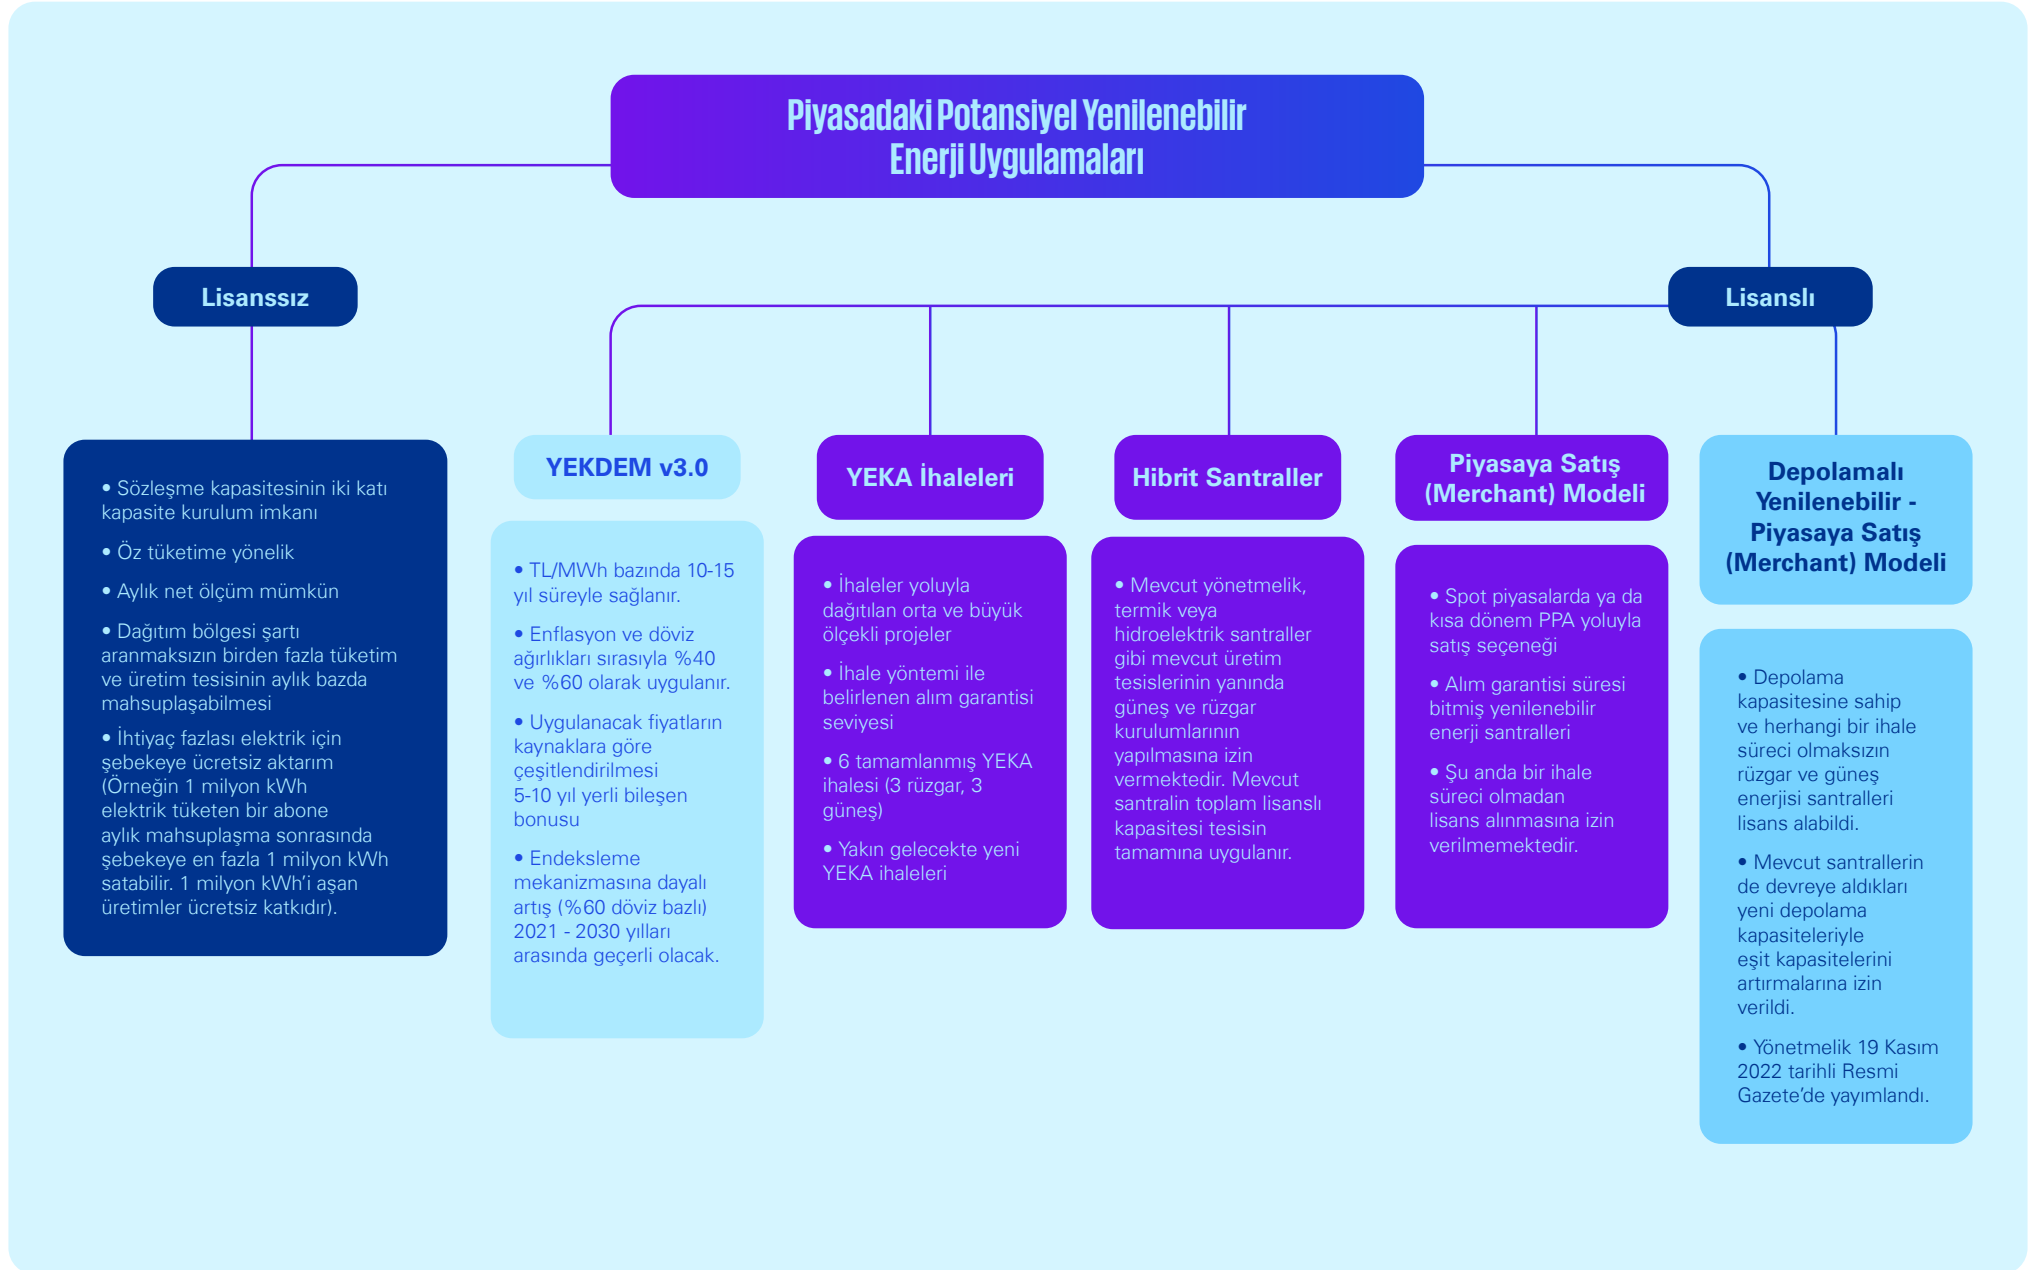 Piyasadaki Potansiyel Yenilenebilir
Enerji Uygulamaları
Lisanssız
Lisanslı
• Sözleşme kapasitesinin iki katı
kapasite kurulum imkanı
• Öz tüketime yönelik
• Aylık net ölçüm mümkün
• Dağıtım bölgesi şartı
aranmaksızın birden fazla tüketim
ve üretim tesisinin aylık bazda
mahsuplaşabilmesi
• İhtiyaç fazlası elektrik için
şebekeye ücretsiz aktarım
(Örneğin 1 milyon kWh
elektrik tüketen bir abone
aylık mahsuplaşma sonrasında
şebekeye en fazla 1 milyon kWh
satabilir. 1 milyon kWh’i aşan
üretimler ücretsiz katkıdır).
YEKDEM v3.0
• TL/MWh bazında 10-15
yıl süreyle sağlanır.
• Enflasyon ve döviz
ağırlıkları sırasıyla %40
ve %60 olarak uygulanır.
• Uygulanacak fiyatların
kaynaklara göre
çeşitlendirilmesi
5-10 yıl yerli bileşen
bonusu
• Endeksleme
mekanizmasına dayalı
artış (%60 döviz bazlı)
2021 - 2030 yılları
arasında geçerli olacak.
YEKA İhaleleri
• İhaleler yoluyla
dağıtılan orta ve büyük
ölçekli projeler
• İhale yöntemi ile
belirlenen alım garantisi
seviyesi
• 6 tamamlanmış YEKA
ihalesi (3 rüzgar, 3
güneş)
• Yakın gelecekte yeni
YEKA ihaleleri
Hibrit Santraller
• Mevcut yönetmelik,
termik veya
hidroelektrik santraller
gibi mevcut üretim
tesislerinin yanında
güneş ve rüzgar
kurulumlarının
yapılmasına izin
vermektedir. Mevcut
santralin toplam lisanslı
kapasitesi tesisin
tamamına uygulanır.
Piyasaya Satış
(Merchant) Modeli
• Spot piyasalarda ya da
kısa dönem PPA yoluyla
satış seçeneği
• Alım garantisi süresi
bitmiş yenilenebilir
enerji santralleri
• Şu anda bir ihale
süreci olmadan
lisans alınmasına izin
verilmemektedir.
Depolamalı
Yenilenebilir -
Piyasaya Satış
(Merchant) Modeli
• Depolama
kapasitesine sahip
ve herhangi bir ihale
süreci olmaksızın
rüzgar ve güneş
enerjisi santralleri
lisans alabildi.
• Mevcut santrallerin
de devreye aldıkları
yeni depolama
kapasiteleriyle
eşit kapasitelerini
artırmalarına izin
verildi.
• Yönetmelik 19 Kasım
2022 tarihli Resmi
Gazete’de yayımlandı.